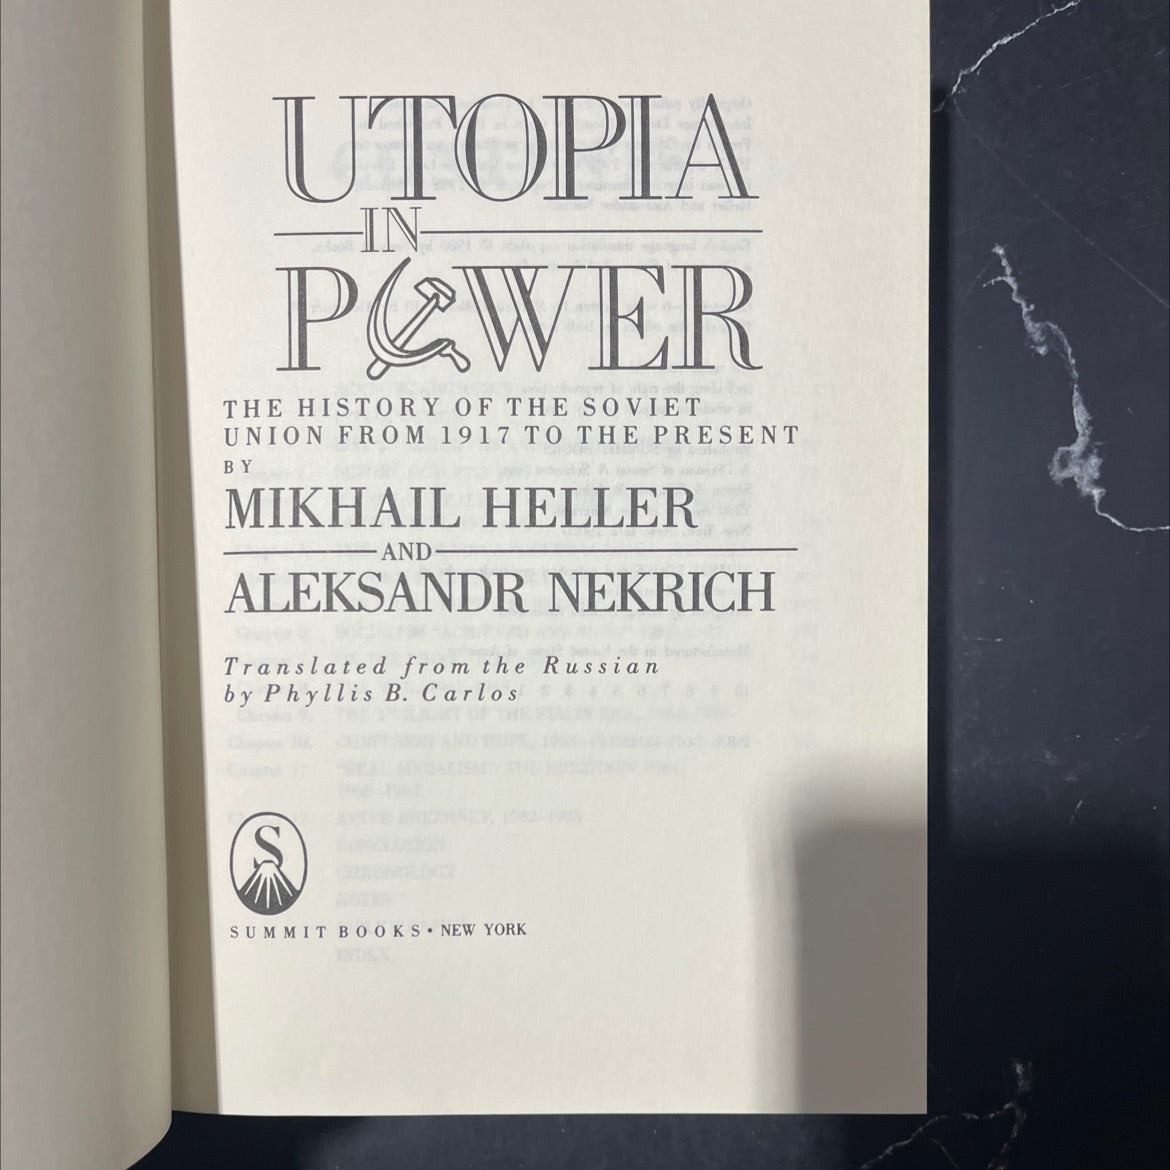 UTOPIA
IN
POWER
THE HISTORY OF THE SOVIET
UNION FROM 1917 TO THE PRESENT
BY
MIKHAIL HELLER
AND
ALEKSANDR NEKRICH
Translated from the Russian
by Phyllis B. Carlos
S
SUMMIT BOOKS • NEW YORK